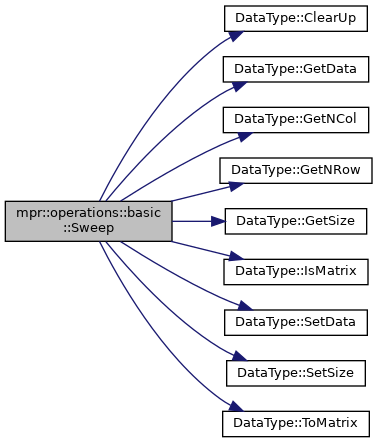 DataType::ClearUp
DataType::GetData
DataType::GetNCol
DataType::GetNRow
mpr::operations::basic
::Sweep
DataType::GetSize
DataType::IsMatrix
DataType::SetData
DataType::SetSize
DataType::ToMatrix